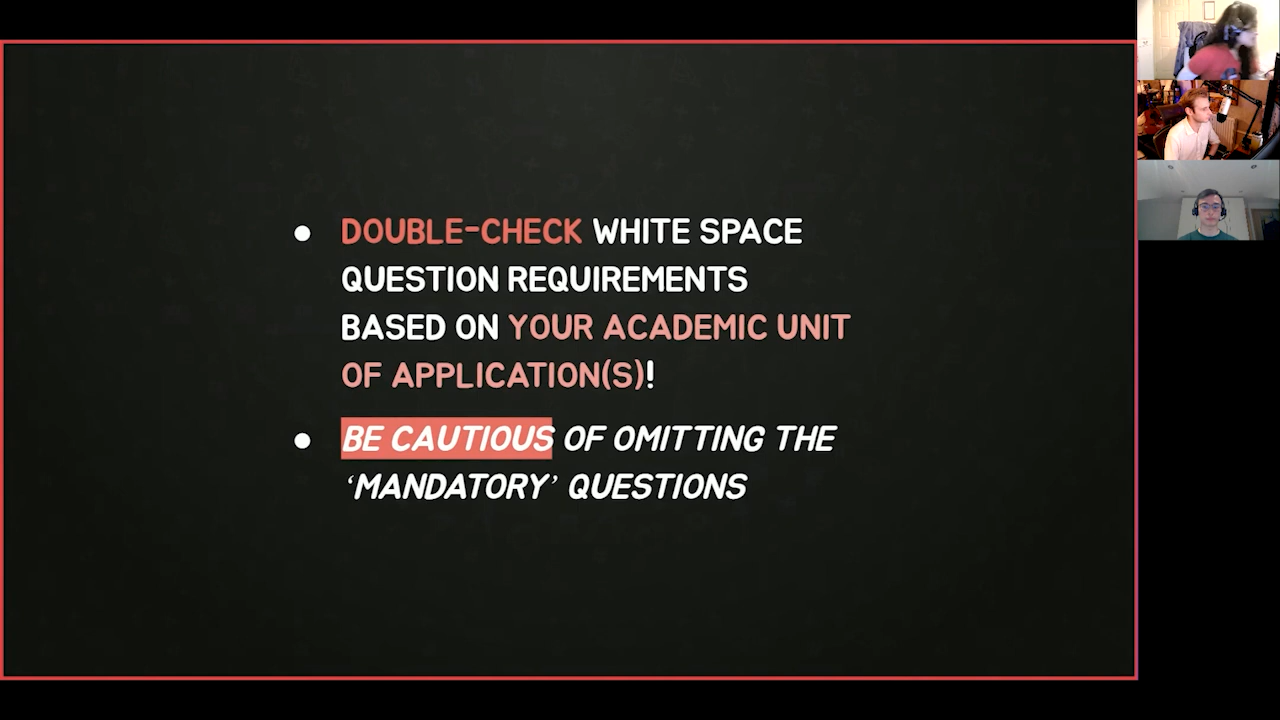 ● DOUBLE-CHECK WHITE SPACE
QUESTION REQUIREMENTS
BASED ON YOUR ACADEMIC UNIT
OF APPLICATION(S)!
● BE CAUTIOUS OF OMITTING THE
‘MANDATORY’ QUESTIONS